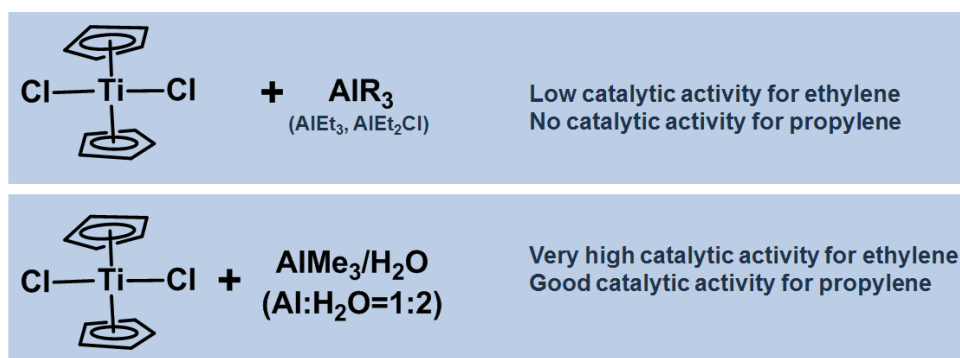 Cl Ti Cl + AlR3
(AlEt3, AlEt2Cl)
Low catalytic activity for ethylene
No catalytic activity for propylene
Cl Ti Cl + AlMe3/H2O
(Al:H2O=1:2)
Very high catalytic activity for ethylene
Good catalytic activity for propylene